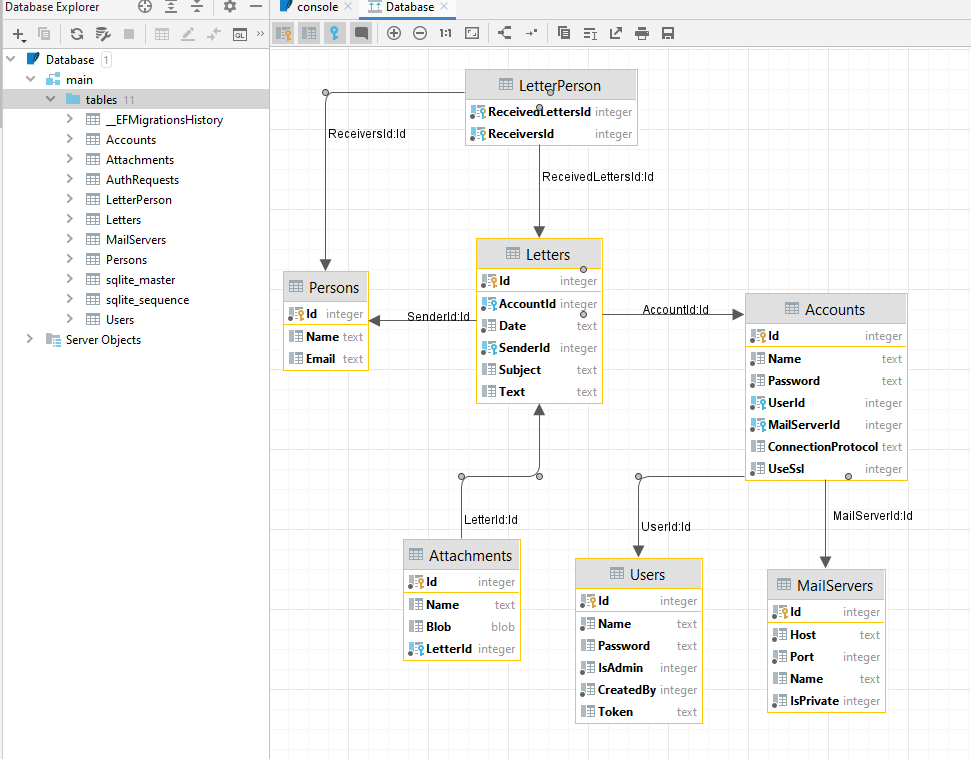 Database Explorer
console
Database
1:1
QL
Database 1
main
tables 11
__EFMigrationsHistory
Accounts
Attachments
AuthRequests
LetterPerson
Letters
MailServers
Persons
sqlite_master
sqlite_sequence
Users
Server Objects
LetterPerson
ReceivedLettersId integer
ReceiversId integer
ReceiversId:Id
ReceivedLettersId:Id
Letters
Id integer
AccountId integer
Date text
SenderId integer
Subject text
Text text
Persons
Id integer
Name text
Email text
SenderId:Id
AccountId:Id
Accounts
Id integer
Name text
Password text
UserId integer
MailServerId integer
ConnectionProtocol text
UseSsl integer
LetterId:Id
UserId:Id
MailServerId:Id
Attachments
Id integer
Name text
Blob blob
LetterId integer
Users
Id integer
Name text
Password text
IsAdmin integer
CreatedBy integer
Token text
MailServers
Id integer
Host text
Port integer
Name text
IsPrivate integer